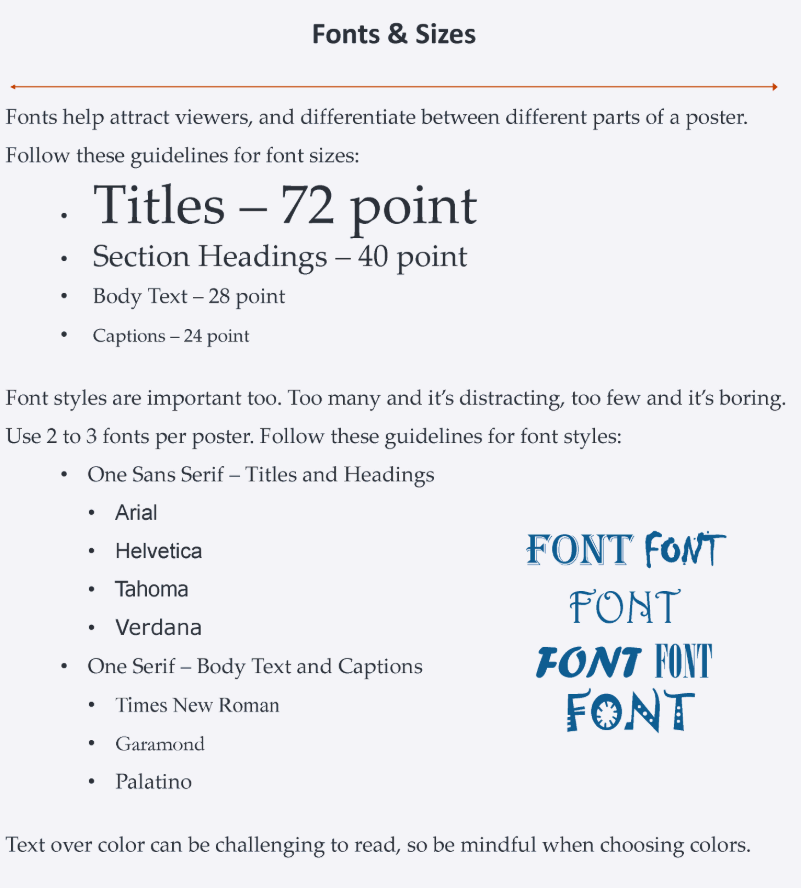 Fonts & Sizes
Fonts help attract viewers, and differentiate between different parts of a poster.
Follow these guidelines for font sizes:
• Titles – 72 point
• Section Headings – 40 point
• Body Text – 28 point
• Captions – 24 point
Font styles are important too. Too many and it's distracting, too few and it's boring.
Use 2 to 3 fonts per poster. Follow these guidelines for font styles:
• One Sans Serif – Titles and Headings
• Arial
• Helvetica
• Tahoma
• Verdana
• One Serif – Body Text and Captions
• Times New Roman
• Garamond
• Palatino
FONT FONT
FONT
FONT FONT
FONT
Text over color can be challenging to read, so be mindful when choosing colors.